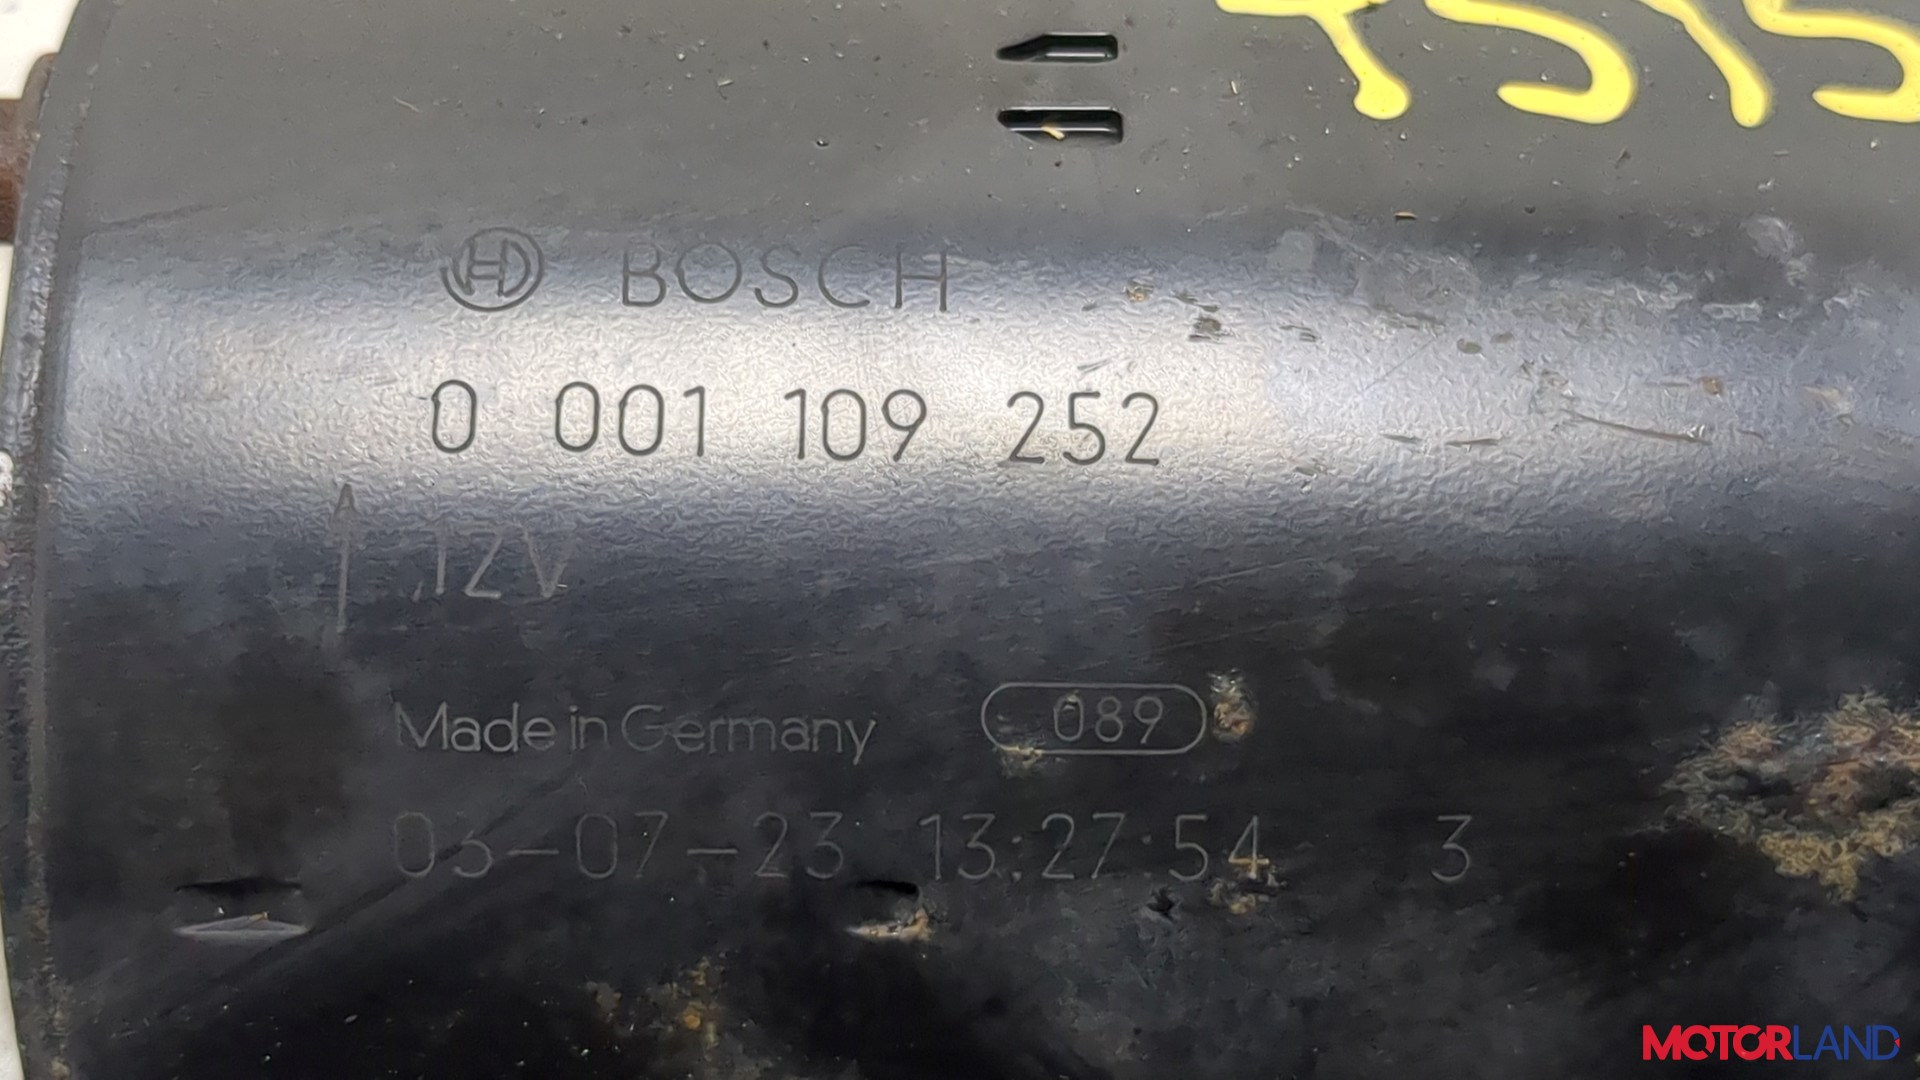 BOSCH
0 001 109 252
12V
Made in Germany 089
03-07-23 13:27:54 3
MOTORLAND